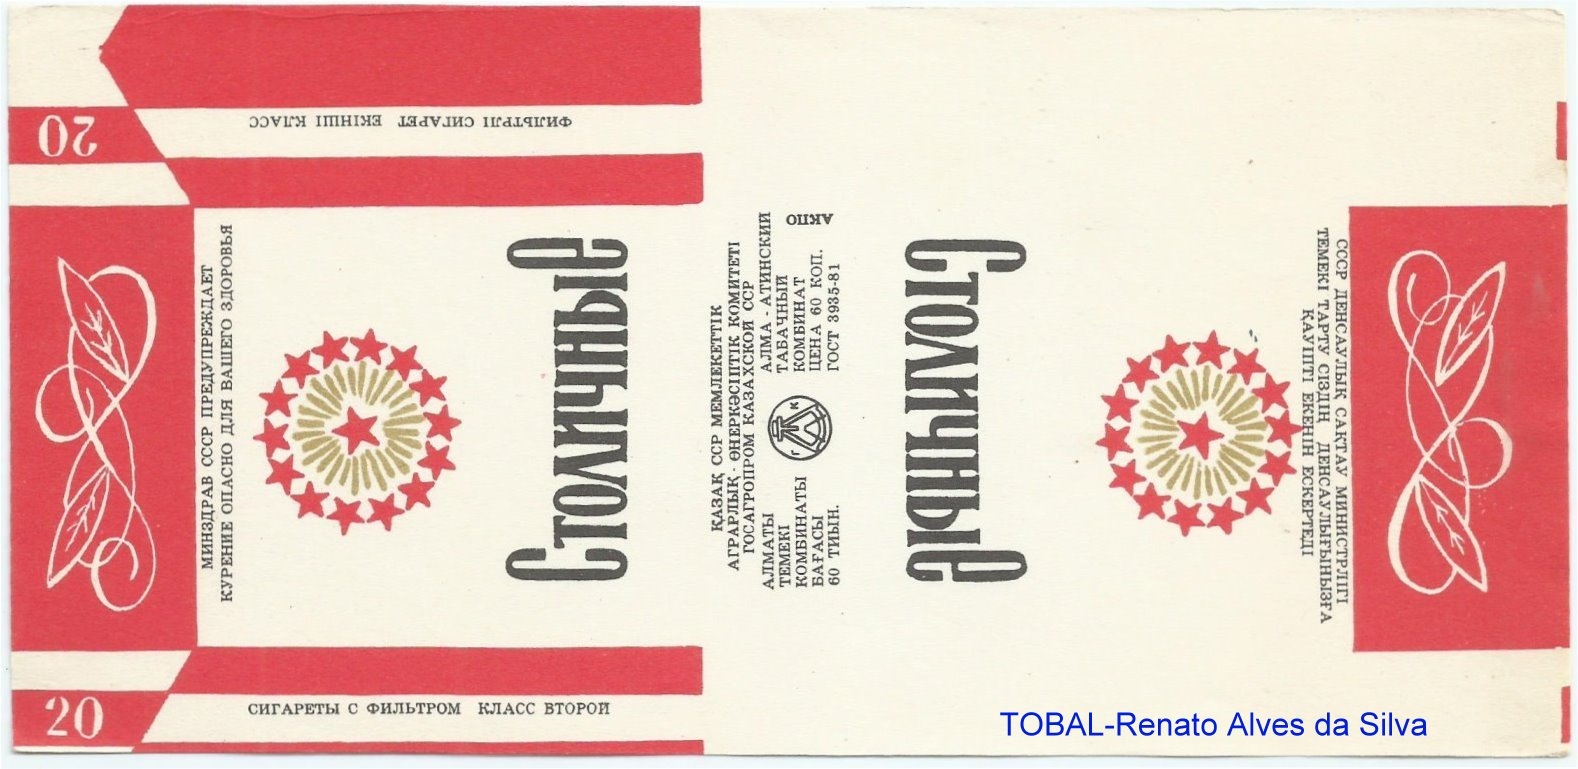 20
ФИЛЬТРЛІ СИГАРЕТ ЕКІНШІ КЛАСС
МИНЗДРАВ СССР ПРЕДУПРЕЖДАЕТ
КУРЕНИЕ ОПАСНО ДЛЯ ВАШЕГО ЗДОРОВЬЯ
Столичные
ҚАЗАҚ ССР МЕМЛЕКЕТТІК
АГРАРЛЫҚ - ӨНЕРКӘСІПТІК КОМИТЕТІ
ГОСАГРОПРОМ КАЗАХСКОЙ ССР
АЛМАТЫ
ТЕМЕКІ
КОМБИНАТЫ
БАҒАСЫ
60 ТИЫН.
АЛМА - АТИНСКИЙ
ТАБАЧНЫЙ
КОМБИНАТ
ЦЕНА 60 КОП.
ГОСТ 3935-81
АКПО
Столичные
СССР ДЕНСАУЛЫҚ САҚТАУ МИНИСТРЛІГІ
ТЕМЕКІ ТАРТУ СІЗДІҢ ДЕНСАУЛЫҒЫҢЫЗҒА
ҚАУІПТІ ЕКЕНІН ЕСКЕРТЕДІ
20
СИГАРЕТЫ С ФИЛЬТРОМ КЛАСС ВТОРОЙ
TOBAL-Renato Alves da Silva